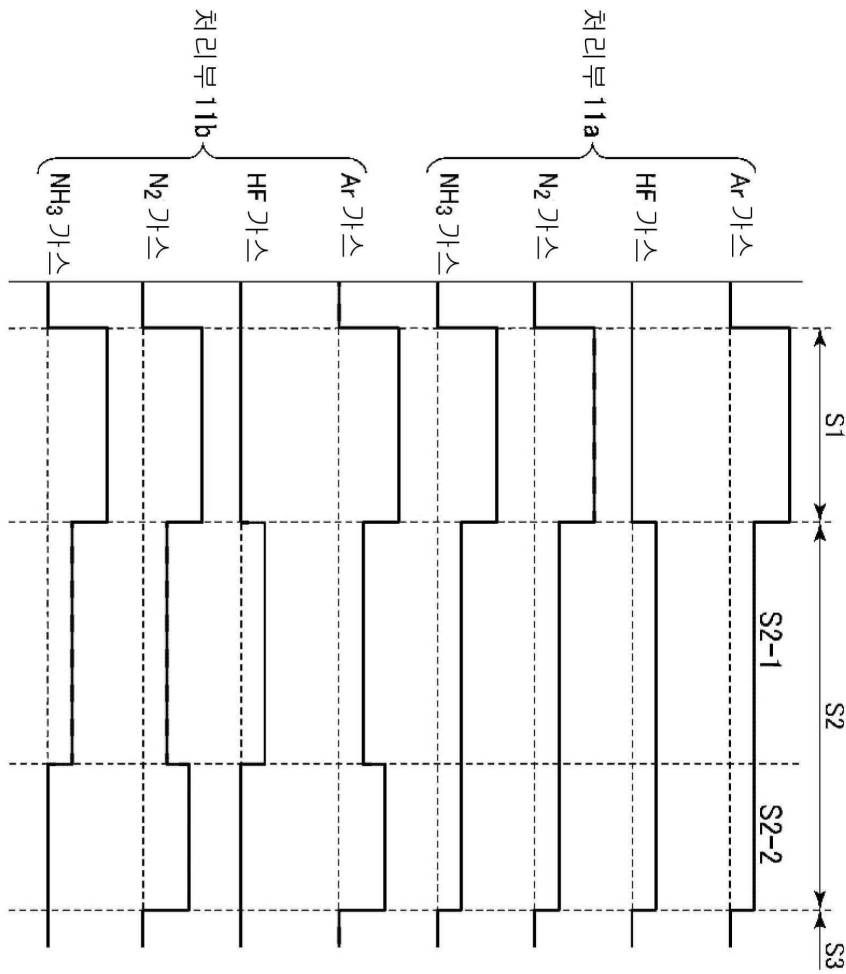 S1 S2 S3
S2-1 S2-2
처리부 11a
Ar 가스
HF 가스
N₂ 가스
NH₃ 가스
처리부 11b
Ar 가스
HF 가스
N₂ 가스
NH₃ 가스